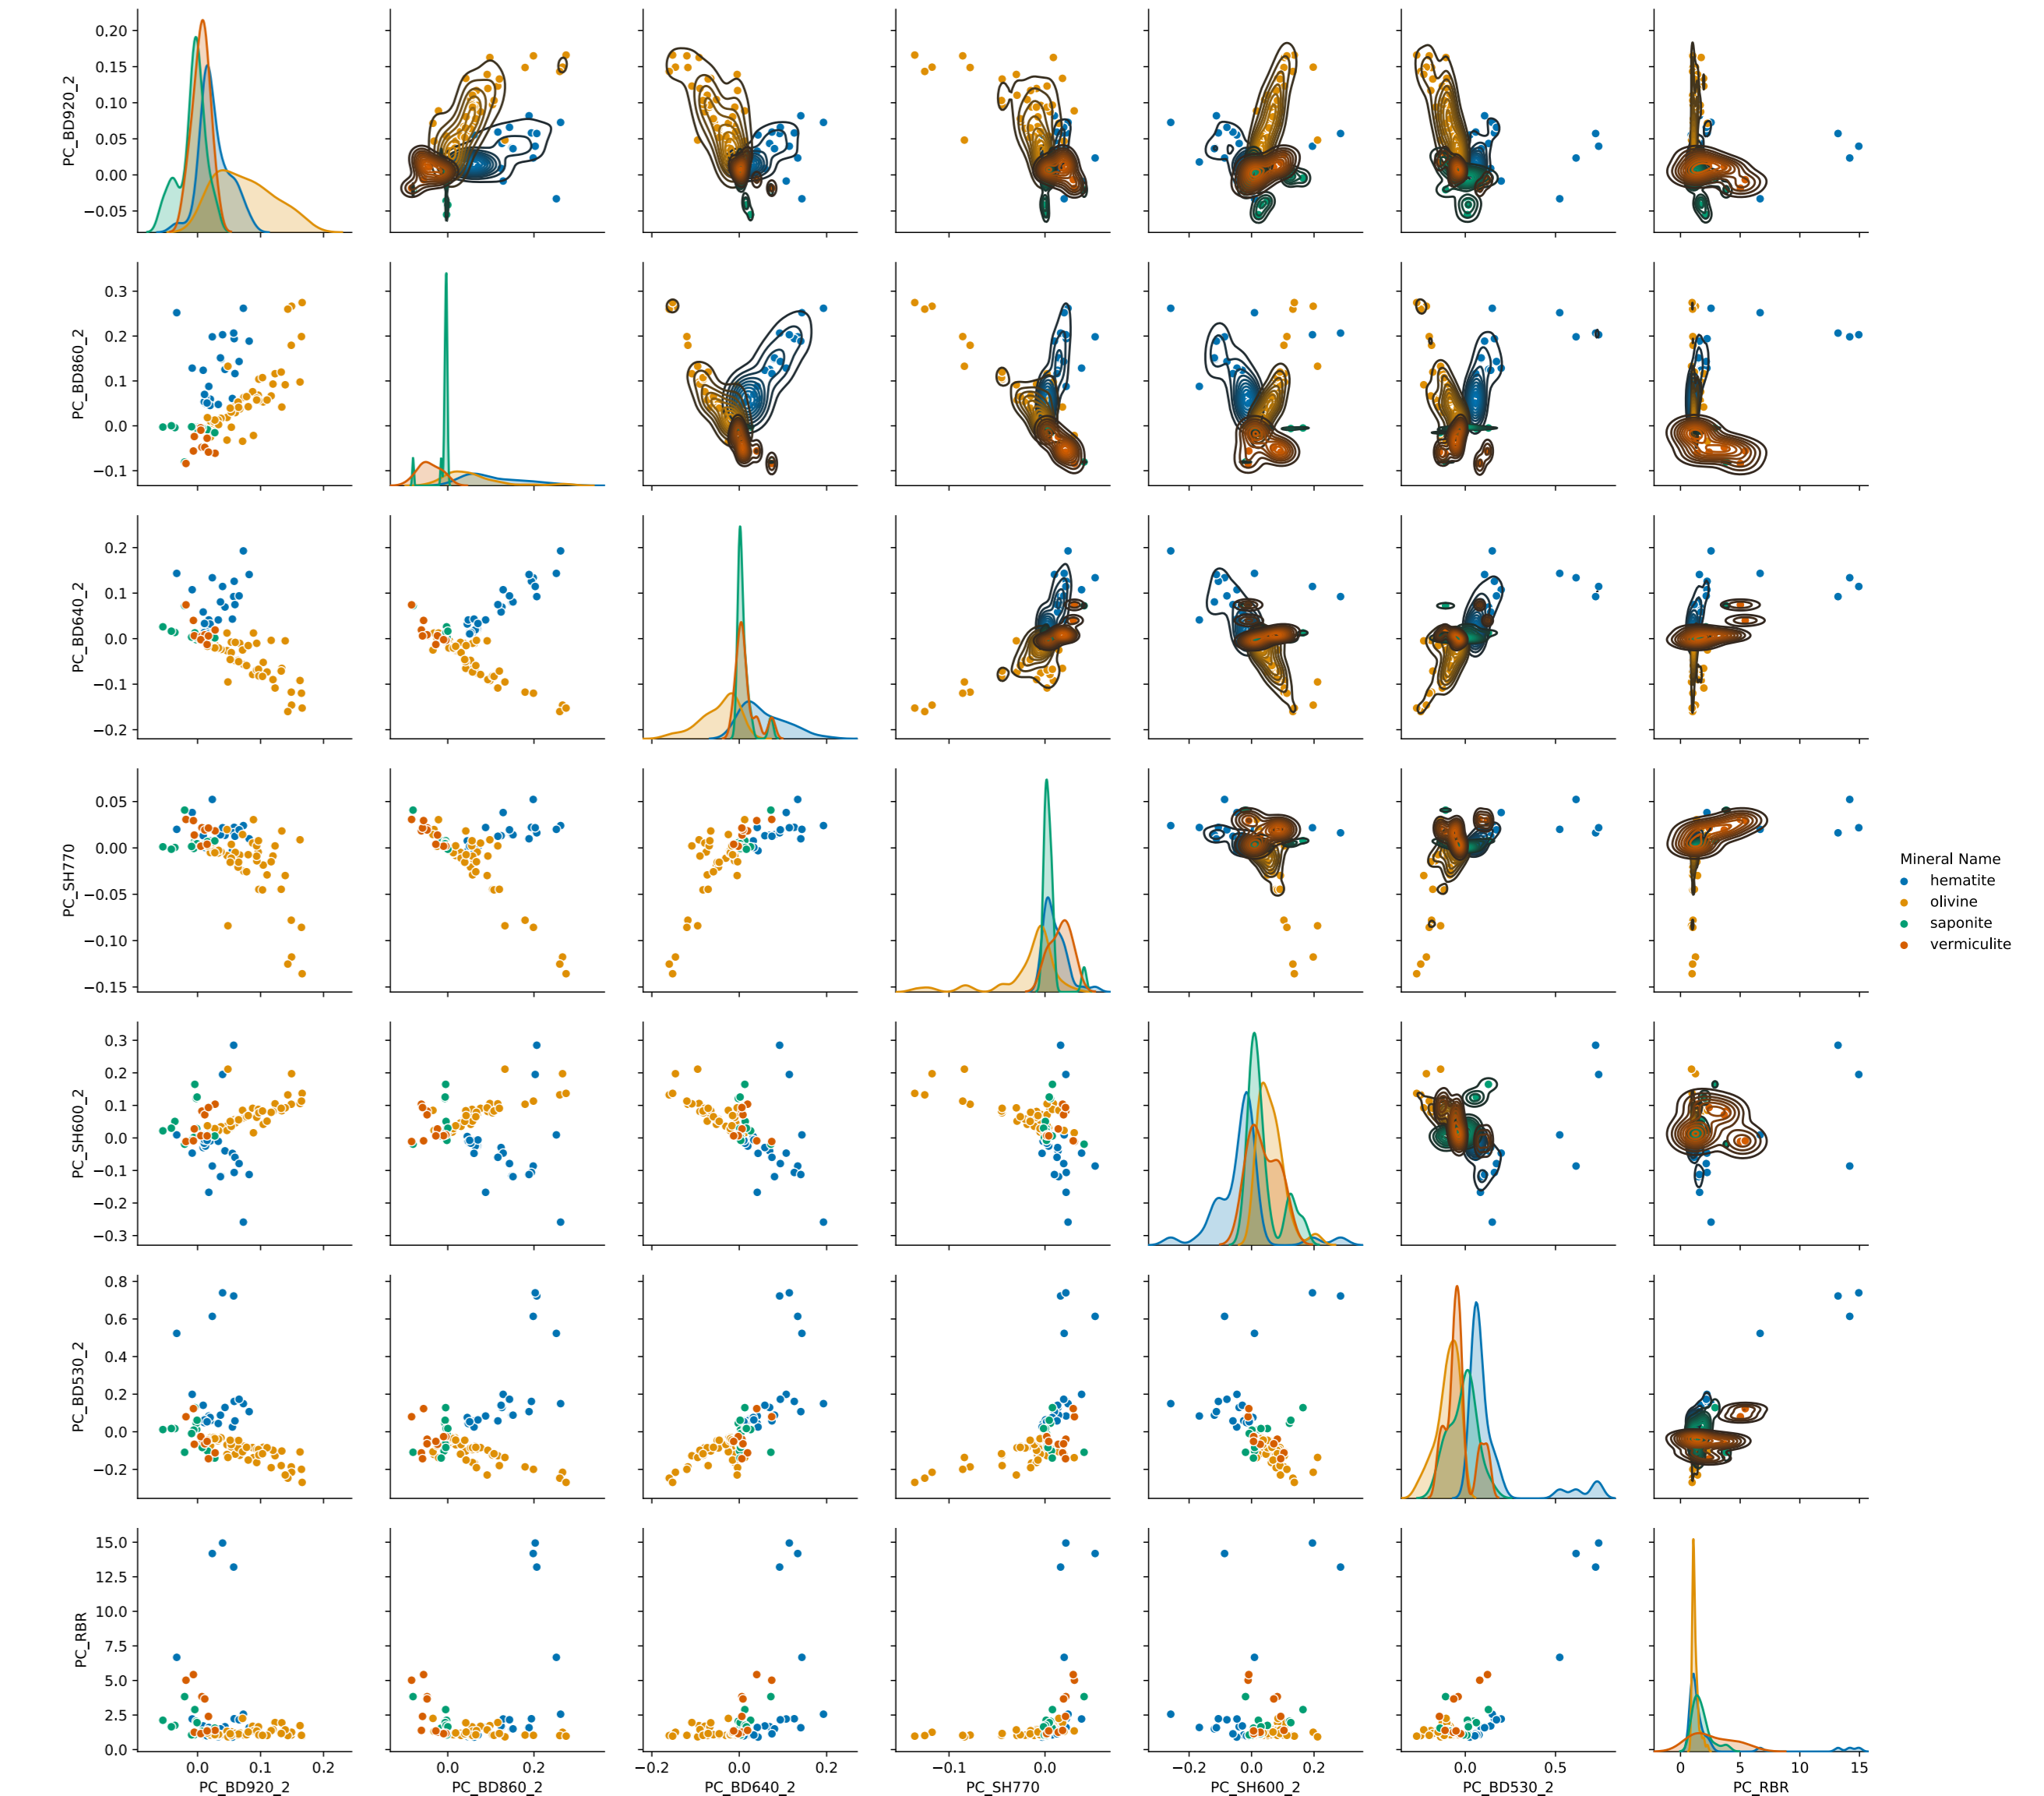 0.20
0.15
0.10
0.05
0.00
−0.05
PC_BD920_2
0.3
0.2
0.1
0.0
−0.1
PC_BD860_2
0.2
0.1
0.0
−0.1
−0.2
PC_BD640_2
0.05
0.00
−0.05
−0.10
−0.15
PC_SH770
Mineral Name
hematite
olivine
saponite
vermiculite
0.3
0.2
0.1
0.0
−0.1
−0.2
−0.3
PC_SH600_2
0.8
0.6
0.4
0.2
0.0
−0.2
PC_BD530_2
15.0
12.5
10.0
7.5
5.0
2.5
0.0
PC_RBR
0.0 0.1 0.2 0.0 0.2 −0.2 0.0 0.2 −0.1 0.0 −0.2 0.0 0.2 0.0 0.5 0 5 10 15
PC_BD920_2 PC_BD860_2 PC_BD640_2 PC_SH770 PC_SH600_2 PC_BD530_2 PC_RBR